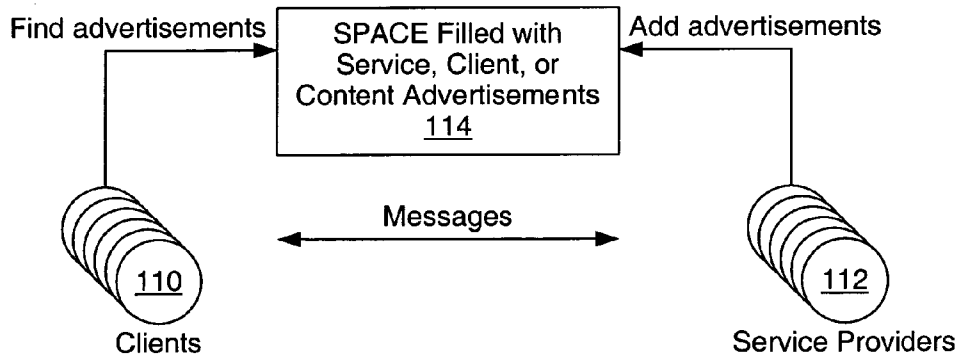 Find advertisements
SPACE Filled with
Service, Client, or
Content Advertisements
114
Add advertisements
Messages
110
Clients
112
Service Providers